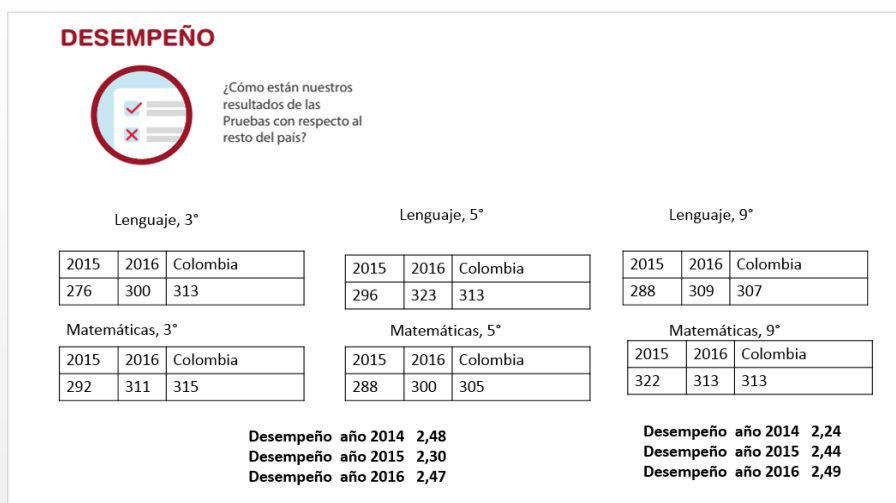 DESEMPEÑO
¿Cómo están nuestros
resultados de las
Pruebas con respecto al
resto del país?
Lenguaje, 3°
2015 2016 Colombia
276 300 313
Lenguaje, 5°
2015 2016 Colombia
296 323 313
Lenguaje, 9°
2015 2016 Colombia
288 309 307
Matemáticas, 3°
2015 2016 Colombia
292 311 315
Matemáticas, 5°
2015 2016 Colombia
288 300 305
Matemáticas, 9°
2015 2016 Colombia
322 313 313
Desempeño año 2014 2,48
Desempeño año 2015 2,30
Desempeño año 2016 2,47
Desempeño año 2014 2,24
Desempeño año 2015 2,44
Desempeño año 2016 2,49